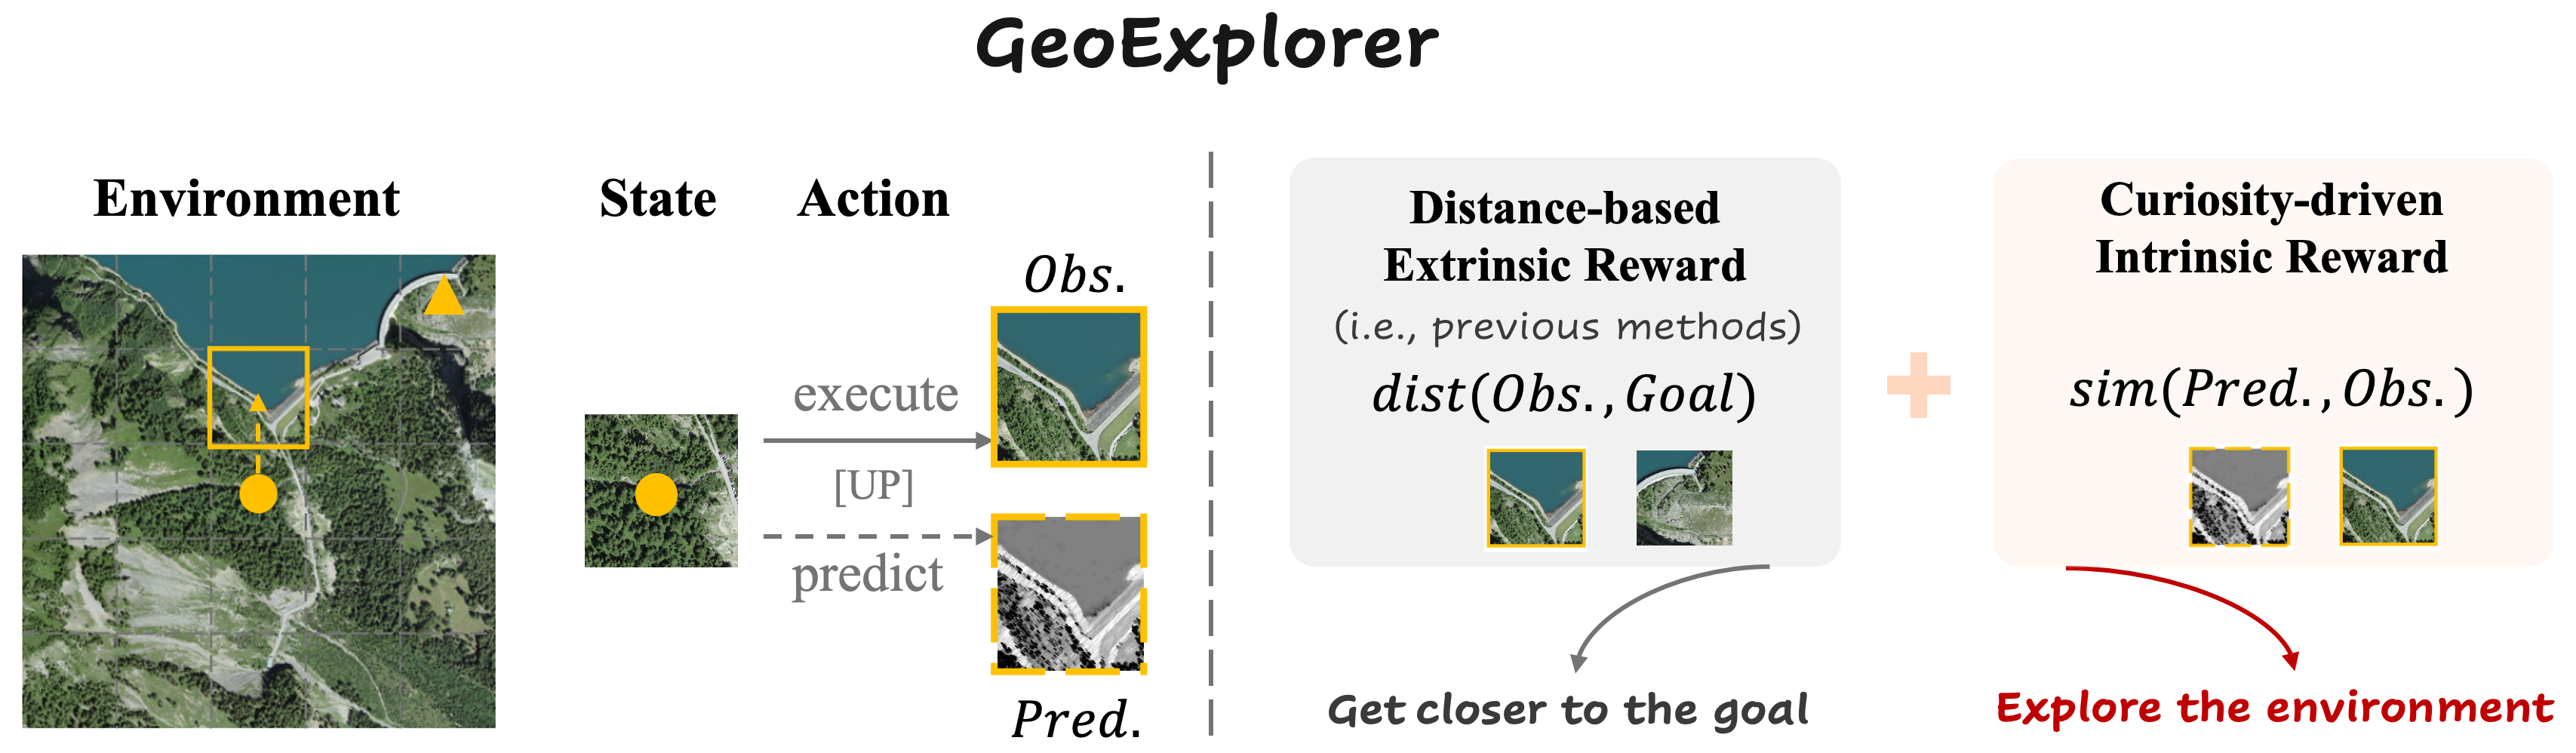 GeoExplorer
Environment
State
Action
Obs.
execute
[UP]
predict
Pred.
Distance-based
Extrinsic Reward
(i.e., previous methods)
dist(Obs.,Goal)
Get closer to the goal
Curiosity-driven
Intrinsic Reward
sim(Pred.,Obs.)
Explore the environment